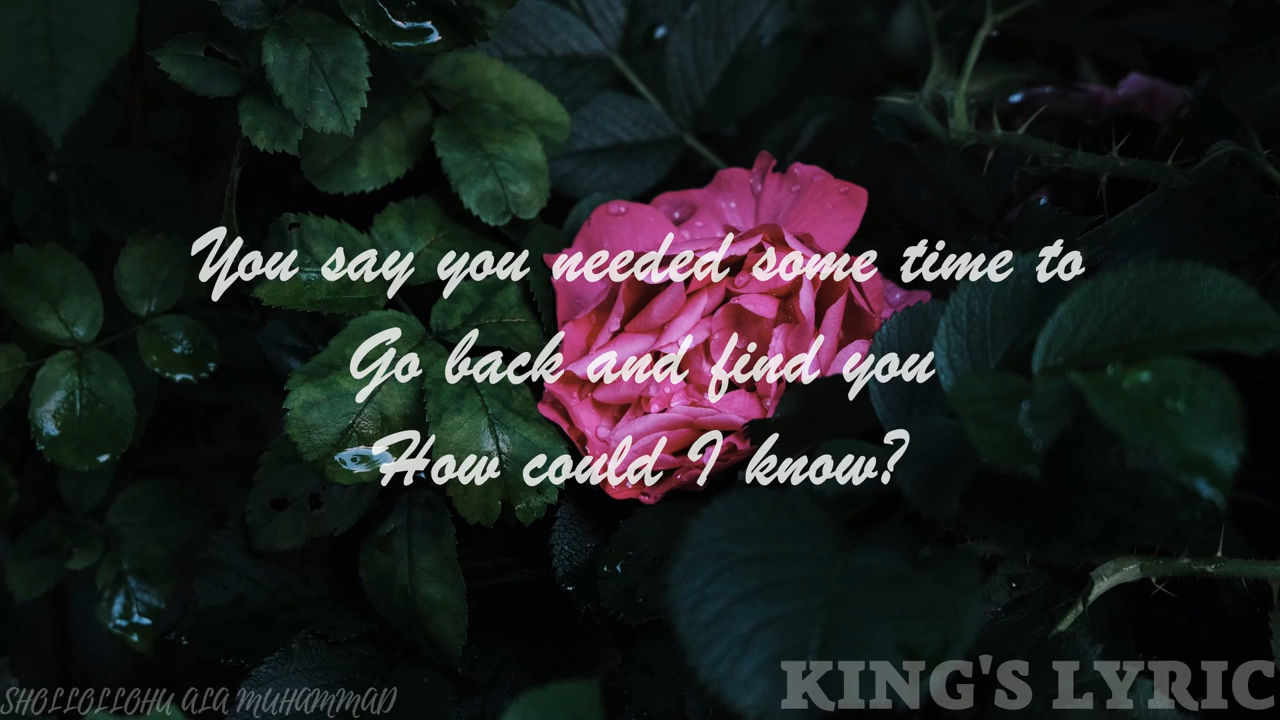 You say you needed some time to
Go back and find you
How could I know?
SHOLLOLLOHU ALA MUHAMMAD
KING'S LYRIC